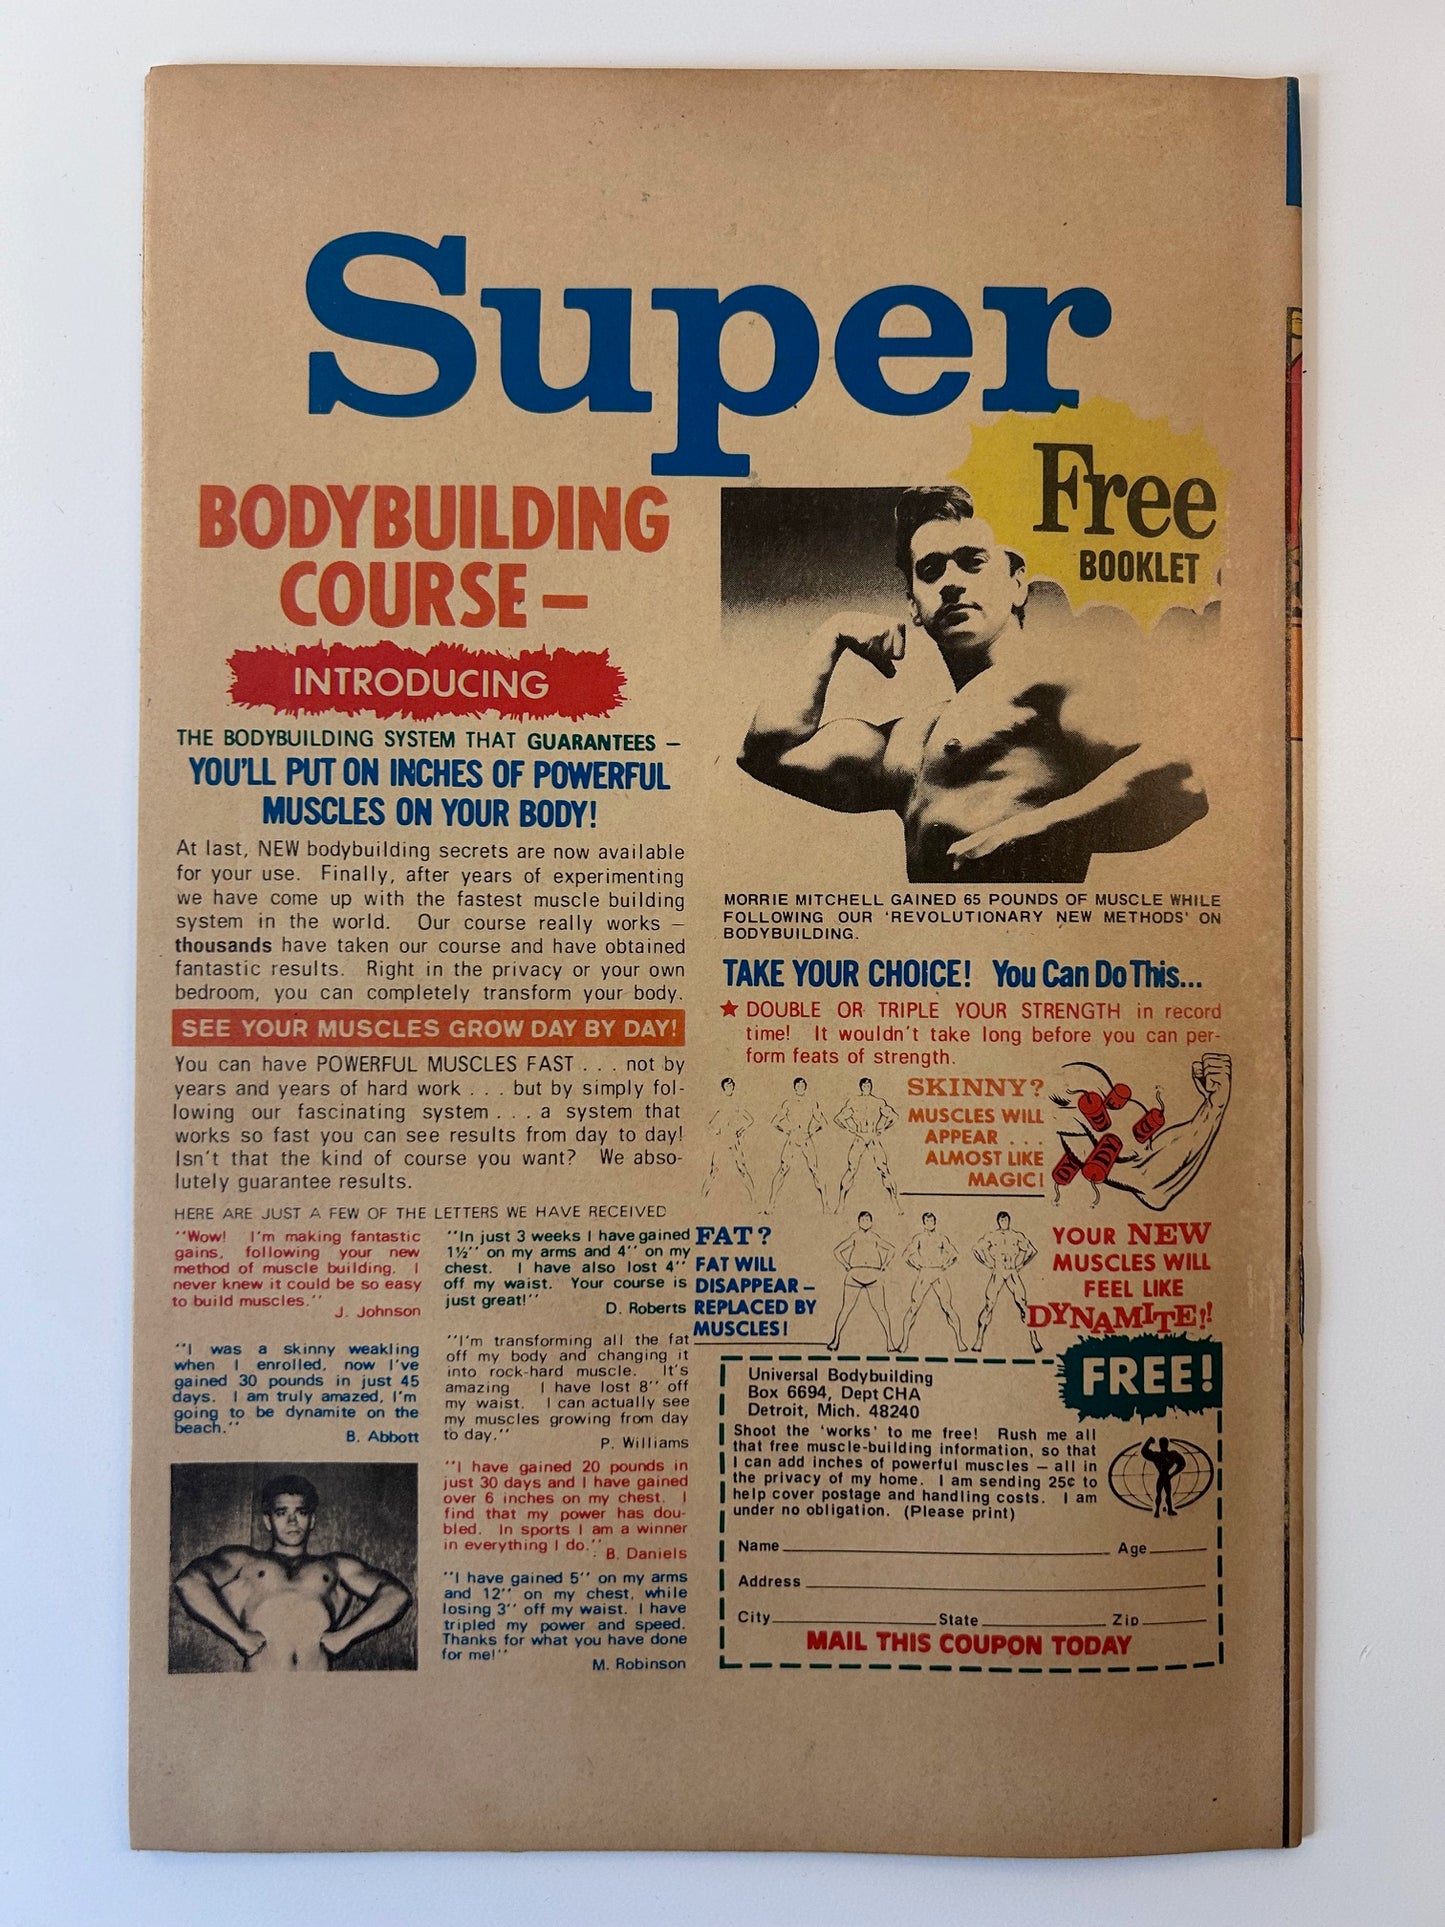 Super
Free
BOOKLET
BODYBUILDING
COURSE —
INTRODUCING
THE BODYBUILDING SYSTEM THAT GUARANTEES –
YOU'LL PUT ON INCHES OF POWERFUL
MUSCLES ON YOUR BODY!
At last, NEW bodybuilding secrets are now available
for your use. Finally, after years of experimenting
we have come up with the fastest muscle building
system in the world. Our course really works –
thousands have taken our course and have obtained
fantastic results. Right in the privacy or your own
bedroom, you can completely transform your body.
SEE YOUR MUSCLES GROW DAY BY DAY!
You can have POWERFUL MUSCLES FAST . . . not by
years and years of hard work . . . but by simply fol-
lowing our fascinating system . . . a system that
works so fast you can see results from day to day!
Isn't that the kind of course you want? We abso-
lutely guarantee results.
HERE ARE JUST A FEW OF THE LETTERS WE HAVE RECEIVED
''Wow! I'm making fantastic
gains, following your new
method of muscle building. I
never knew it could be so easy
to build muscles.''
J. Johnson
''I was a skinny weakling
when I enrolled, now I've
gained 30 pounds in just 45
days. I am truly amazed, I'm
going to be dynamite on the
beach.''
B. Abbott
''In just 3 weeks I have gained
1½'' on my arms and 4'' on my
chest. I have also lost 4''
off my waist. Your course is
just great!''
D. Roberts
''I'm transforming all the fat
off my body and changing it
into rock-hard muscle. It's
amazing I have lost 8'' off
my waist. I can actually see
my muscles growing from day
to day.''
P. Williams
''I have gained 20 pounds in
just 30 days and I have gained
over 6 inches on my chest. I
find that my power has dou-
bled. In sports I am a winner
in everything I do.''
B. Daniels
''I have gained 5'' on my arms
and 12'' on my chest, while
losing 3'' off my waist. I have
tripled my power and speed.
Thanks for what you have done
for me!''
M. Robinson
MORRIE MITCHELL GAINED 65 POUNDS OF MUSCLE WHILE
FOLLOWING OUR 'REVOLUTIONARY NEW METHODS' ON
BODYBUILDING.
TAKE YOUR CHOICE! You Can Do This...
★ DOUBLE OR TRIPLE YOUR STRENGTH in record
time! It wouldn't take long before you can per-
form feats of strength.
SKINNY?
MUSCLES WILL
APPEAR . . .
ALMOST LIKE
MAGIC!
FAT?
FAT WILL
DISAPPEAR –
REPLACED BY
MUSCLES!
YOUR NEW
MUSCLES WILL
FEEL LIKE
DYNAMITE!!
FREE!
Universal Bodybuilding
Box 6694, Dept CHA
Detroit, Mich. 48240
Shoot the 'works' to me free! Rush me all
that free muscle-building information, so that
I can add inches of powerful muscles – all in
the privacy of my home. I am sending 25¢ to
help cover postage and handling costs. I am
under no obligation. (Please print)
Name Age
Address
City State Zip
MAIL THIS COUPON TODAY